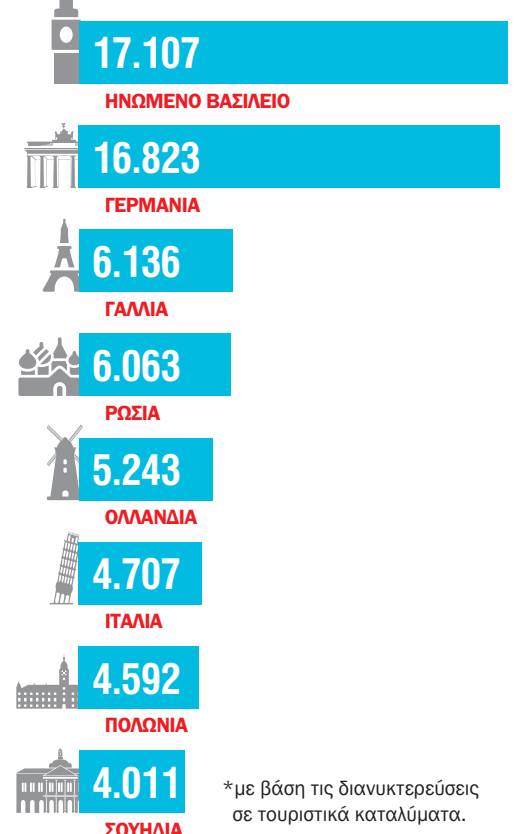 17.107
ΗΝΩΜΕΝΟ ΒΑΣΙΛΕΙΟ
16.823
ΓΕΡΜΑΝΙΑ
6.136
ΓΑΛΛΙΑ
6.063
ΡΩΣΙΑ
5.243
ΟΛΛΑΝΔΙΑ
4.707
ΙΤΑΛΙΑ
4.592
ΠΟΛΩΝΙΑ
4.011
ΣΟΥΗΔΙΑ
*με βάση τις διανυκτερεύσεις
σε τουριστικά καταλύματα.